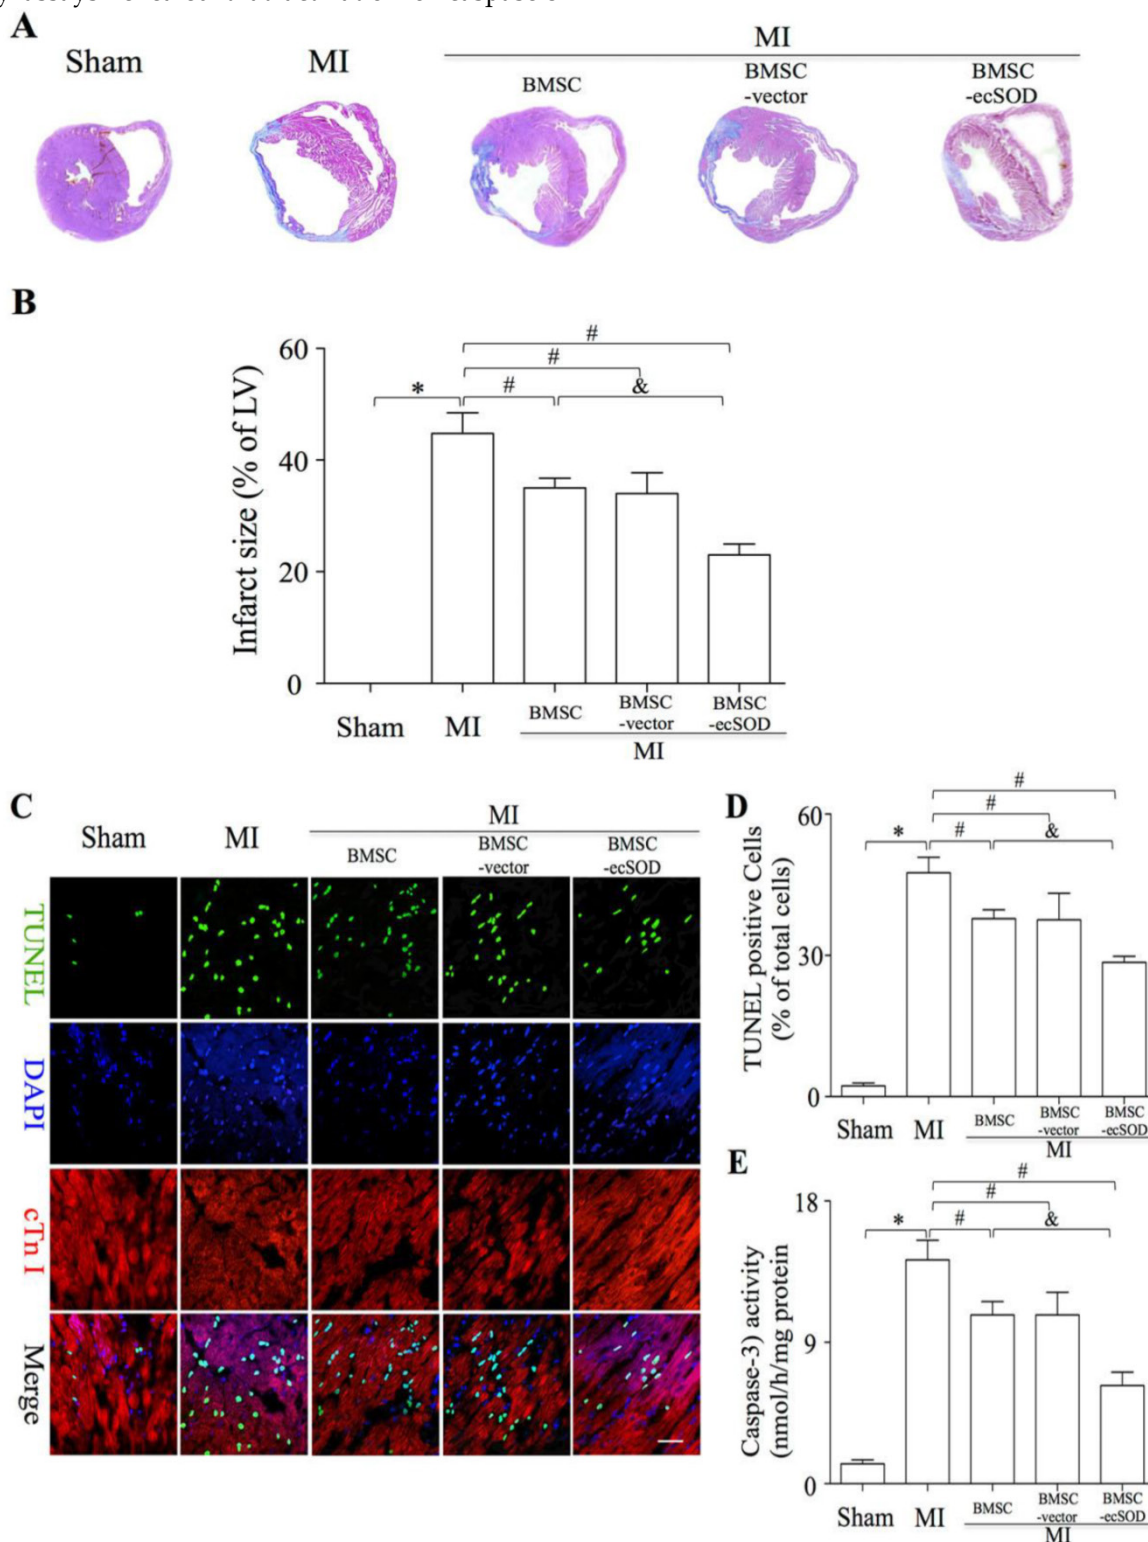 A
Sham
MI
MI
BMSC
BMSC
-vector
BMSC
-ecSOD
B
Infarct size (% of LV)
60
40
20
0
*
#
#
#
&
Sham
MI
BMSC
BMSC
-vector
BMSC
-ecSOD
MI
C
Sham
MI
MI
BMSC
BMSC
-vector
BMSC
-ecSOD
TUNEL
DAPI
cTn I
Merge
D
TUNEL positive Cells
(% of total cells)
60
30
0
*
#
#
#
&
Sham
MI
BMSC
BMSC
-vector
BMSC
-ecSOD
MI
E
Caspase-3) activity
(nmol/h/mg protein
18
9
0
*
#
#
#
&
Sham
MI
BMSC
BMSC
-vector
BMSC
-ecSOD
MI